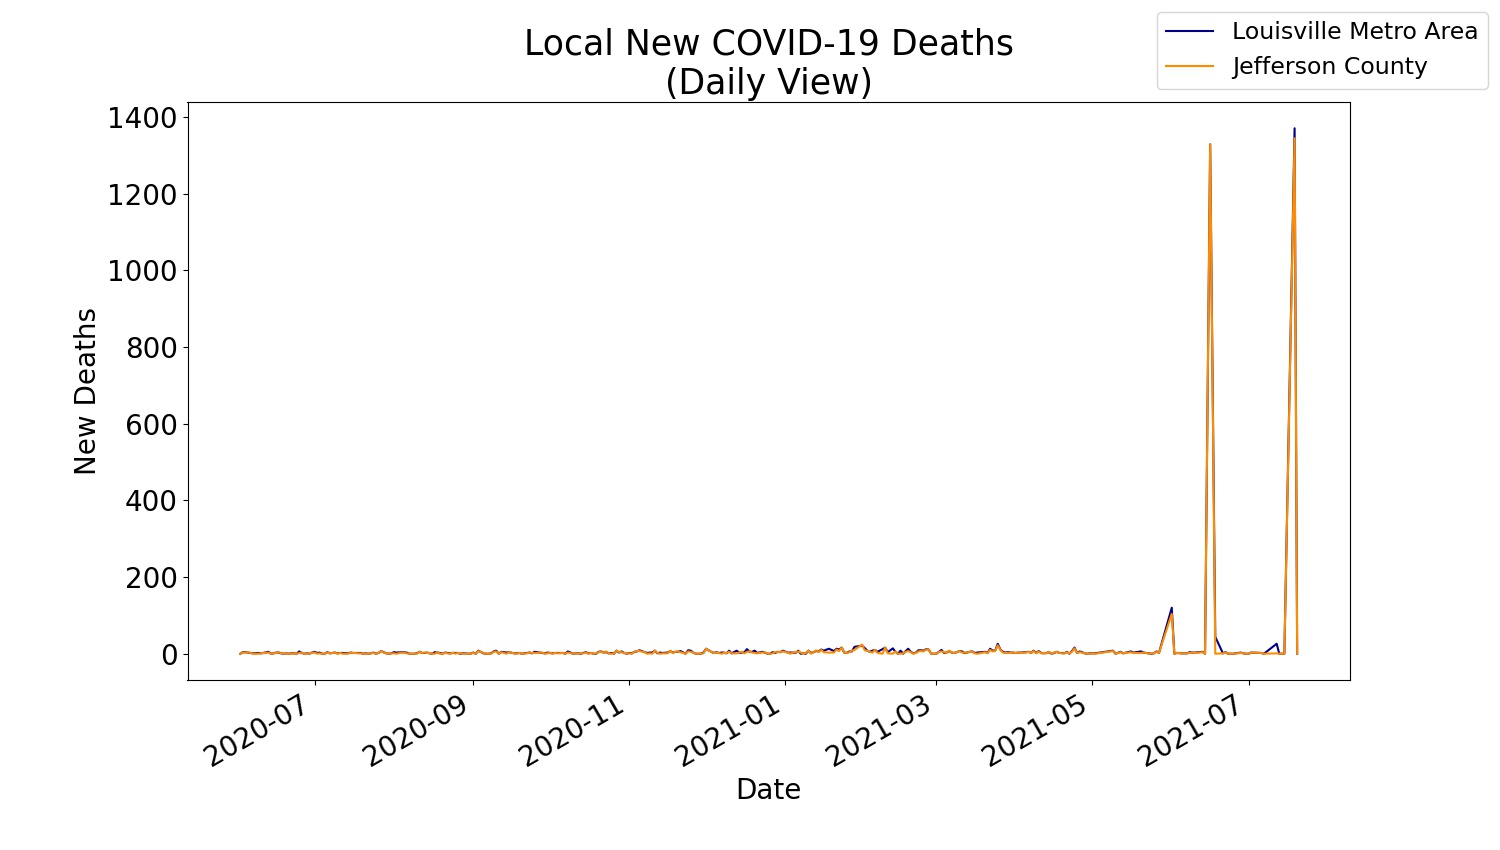 Local New COVID-19 Deaths
(Daily View)
Louisville Metro Area
Jefferson County
1400
1200
1000
800
600
400
200
0
New Deaths
2020-07
2020-09
2020-11
2021-01
2021-03
2021-05
2021-07
Date